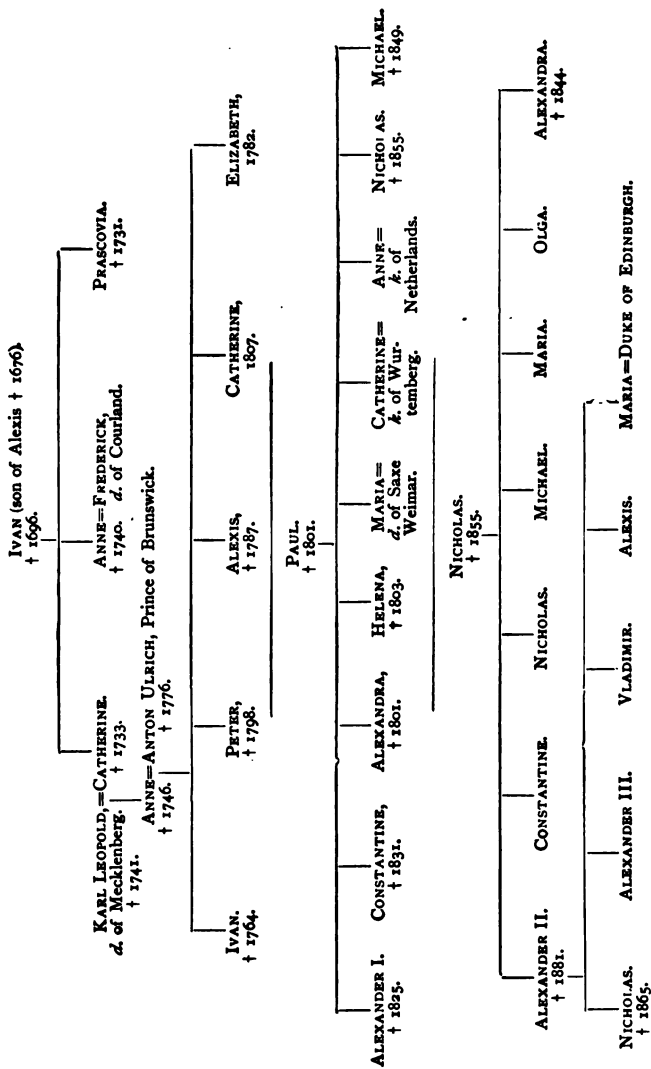 IVAN (son of Alexis † 1676).
† 1696.
KARL LEOPOLD,=CATHERINE.
d. of Mecklenberg. † 1733.
† 1741.
ANNE=FREDERICK,
† 1740. d. of Courland.
PRASCOVIA.
† 1731.
ANNE=ANTON ULRICH, Prince of Brunswick.
† 1746. † 1776.
IVAN.
† 1764.
PETER,
† 1798.
ALEXIS,
† 1787.
CATHERINE,
1807.
ELIZABETH,
1782.
PAUL.
† 1801.
ALEXANDER I.
† 1825.
CONSTANTINE,
† 1831.
ALEXANDRA,
† 1801.
HELENA,
† 1803.
MARIA=
d. of Saxe
Weimar.
CATHERINE=
k. of Wur-
temberg.
ANNE=
k. of
Netherlands.
NICHOLAS.
† 1855.
MICHAEL.
† 1849.
NICHOLAS.
† 1855.
ALEXANDER II.
† 1881.
CONSTANTINE.
NICHOLAS.
MICHAEL.
MARIA.
OLGA.
ALEXANDRA.
† 1844.
NICHOLAS.
† 1865.
ALEXANDER III.
VLADIMIR.
ALEXIS.
MARIA=DUKE OF EDINBURGH.